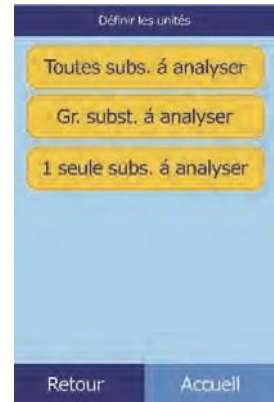 Définir les unités
Toutes subs. á analyser
Gr. subst. á analyser
1 seule subs. á analyser
Retour Accueil